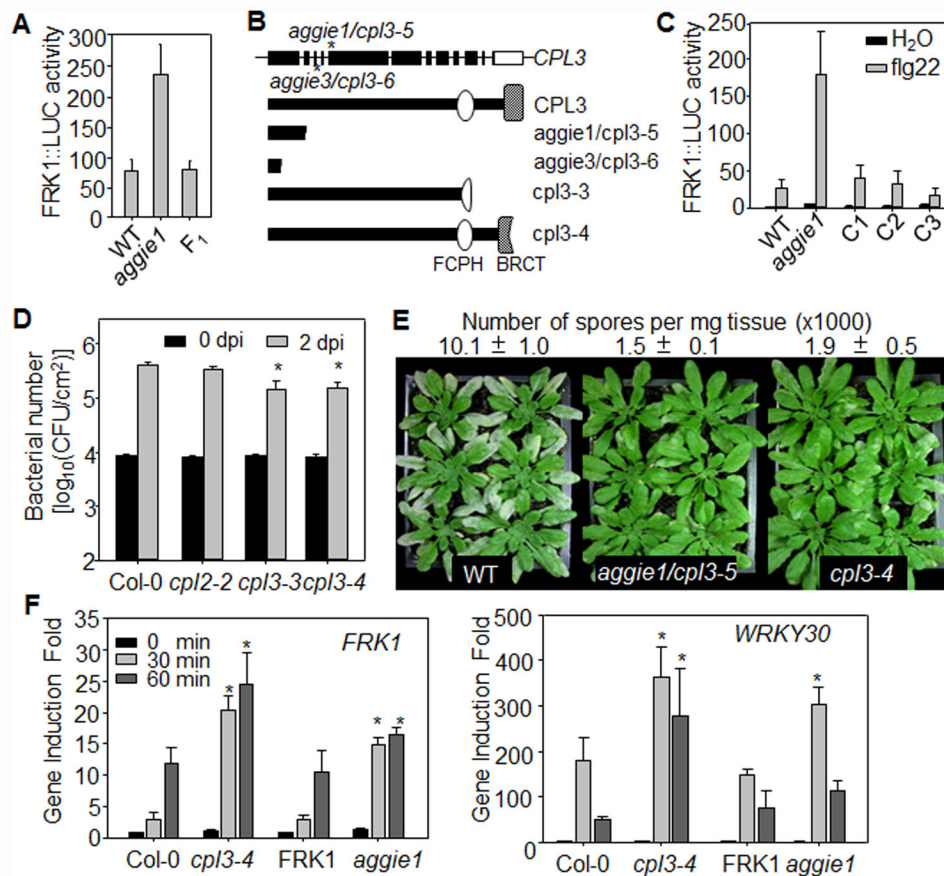 A
FRK1::LUC activity
300
250
200
150
100
50
0
WT
aggie1
F1
B
aggie1/cpl3-5
*
CPL3
*
aggie3/cpl3-6
CPL3
aggie1/cpl3-5
aggie3/cpl3-6
cpl3-3
cpl3-4
FCPH BRCT
C
FRK1::LUC activity
H2O
flg22
250
200
150
100
50
0
WT
aggie1
C1
C2
C3
D
Bacterial number
[log10(CFU/cm²)]
0 dpi 2 dpi
6
5
4
3
2
* *
Col-0 cpl2-2 cpl3-3 cpl3-4
E
Number of spores per mg tissue (x1000)
10.1 ± 1.0 1.5 ± 0.1 1.9 ± 0.5
WT aggie1/cpl3-5 cpl3-4
F
Gene Induction Fold
0 min
30 min
60 min
FRK1
35
30
25
20
15
10
5
0
* * * *
Col-0 cpl3-4 FRK1 aggie1
Gene Induction Fold
WRKY30
500
400
300
200
100
0
* * *
Col-0 cpl3-4 FRK1 aggie1